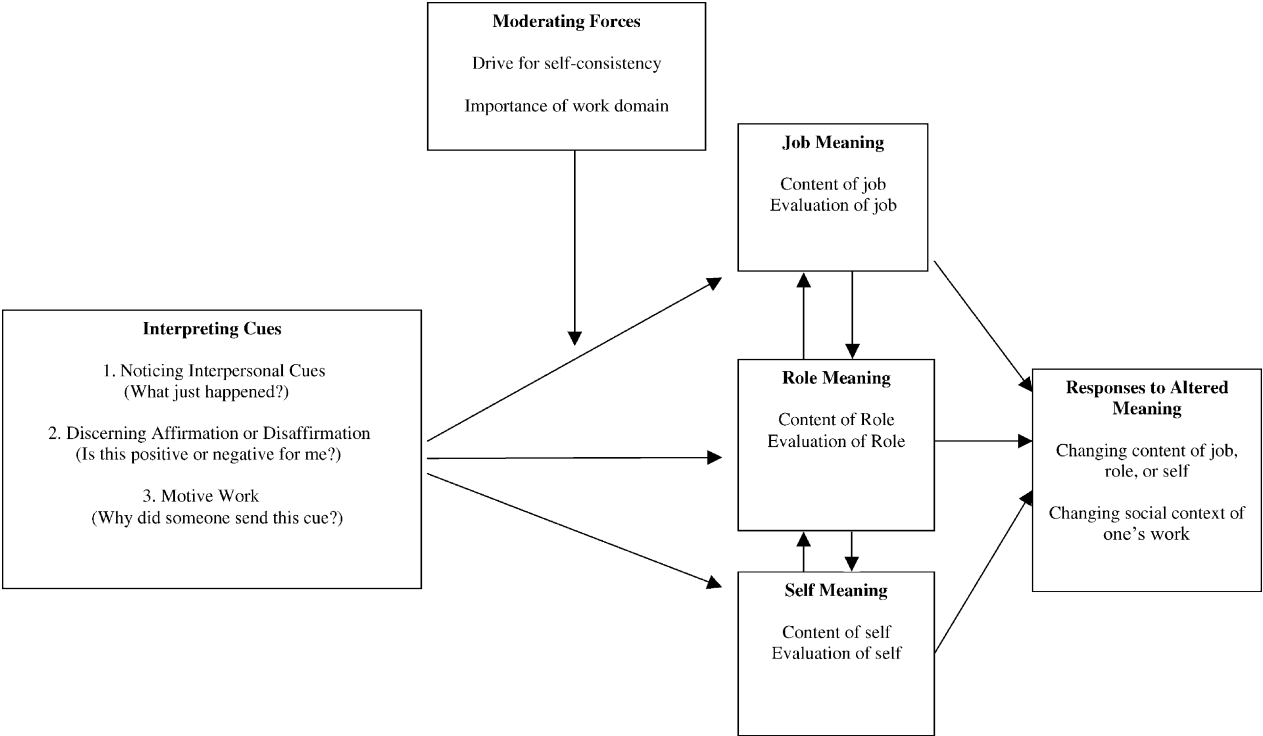 Moderating Forces
Drive for self-consistency
Importance of work domain
Job Meaning
Content of job
Evaluation of job
Interpreting Cues
1. Noticing Interpersonal Cues
(What just happened?)
2. Discerning Affirmation or Disaffirmation
(Is this positive or negative for me?)
3. Motive Work
(Why did someone send this cue?)
Role Meaning
Content of Role
Evaluation of Role
Self Meaning
Content of self
Evaluation of self
Responses to Altered
Meaning
Changing content of job,
role, or self
Changing social context of
one's work